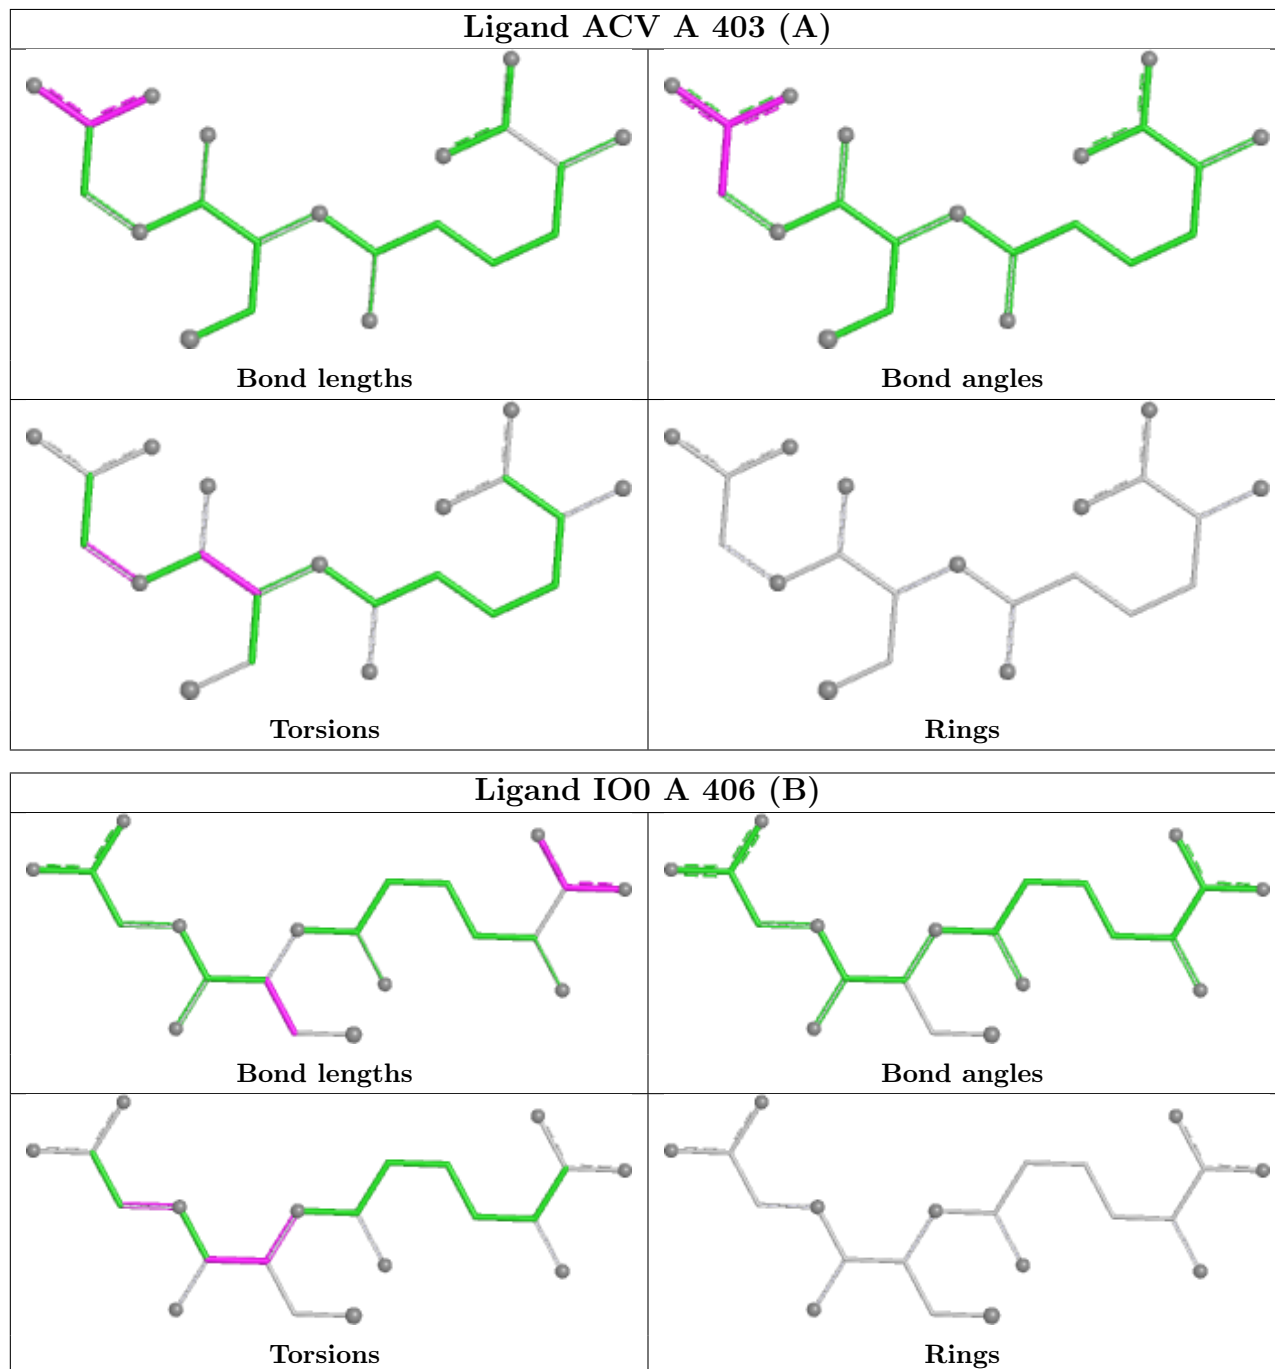 Ligand ACV A 403 (A)
Bond lengths
Bond angles
Torsions
Rings
Ligand IO0 A 406 (B)
Bond lengths
Bond angles
Torsions
Rings